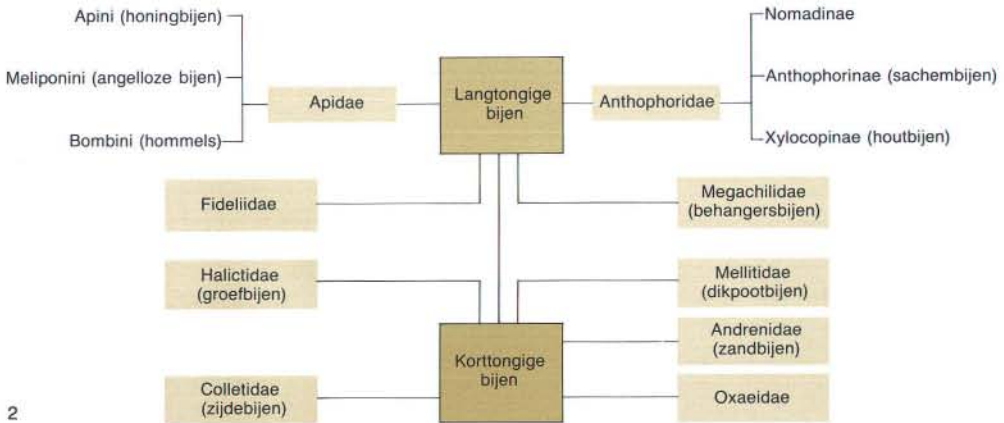 Apini (honingbijen)
Meliponini (angelloze bijen)
Bombini (hommels)
Apidae
Langtongige
bijen
Anthophoridae
Nomadinae
Anthophorinae (sachembijen)
Xylocopinae (houtbijen)
Fideliidae
Megachilidae
(behangersbijen)
Halictidae
(groefbijen)
Mellitidae
(dikpootbijen)
Korttongige
bijen
Andrenidae
(zandbijen)
Colletidae
(zijdebijen)
Oxaeidae
2